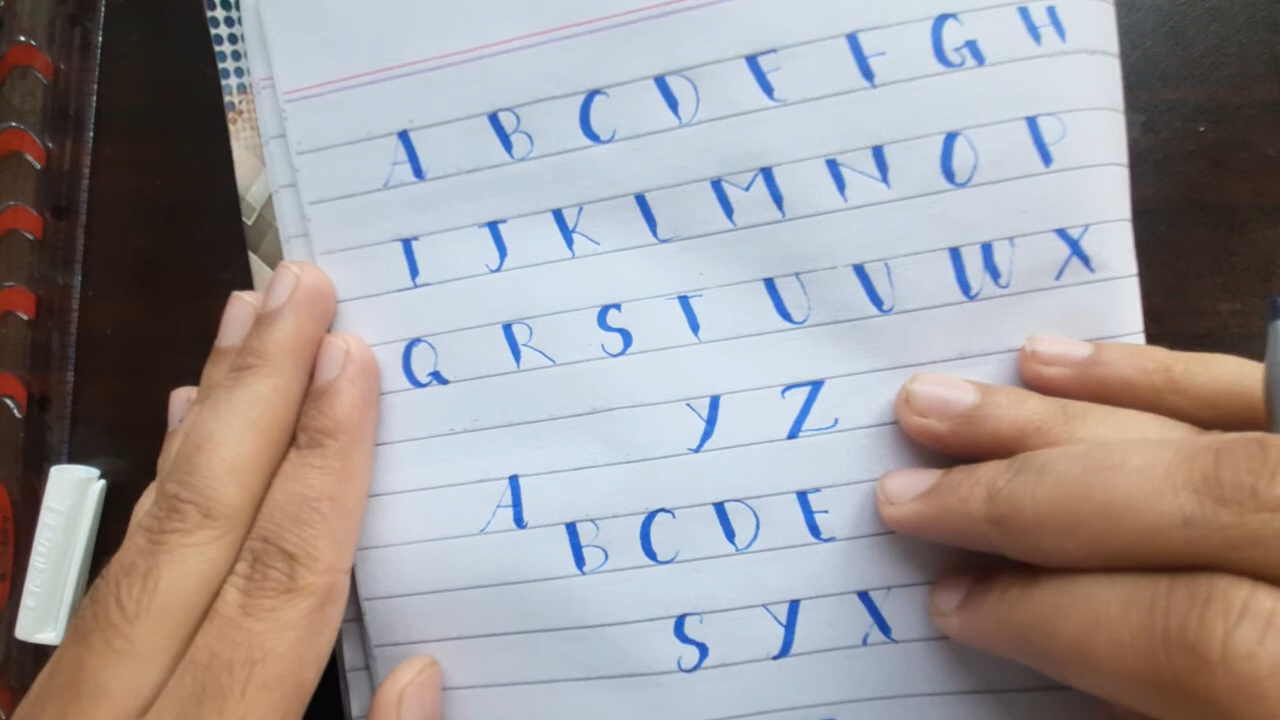 A B C D E F G H
I J K L M N O P
Q R S T U V W X
Y Z
A B C D E
S Y X